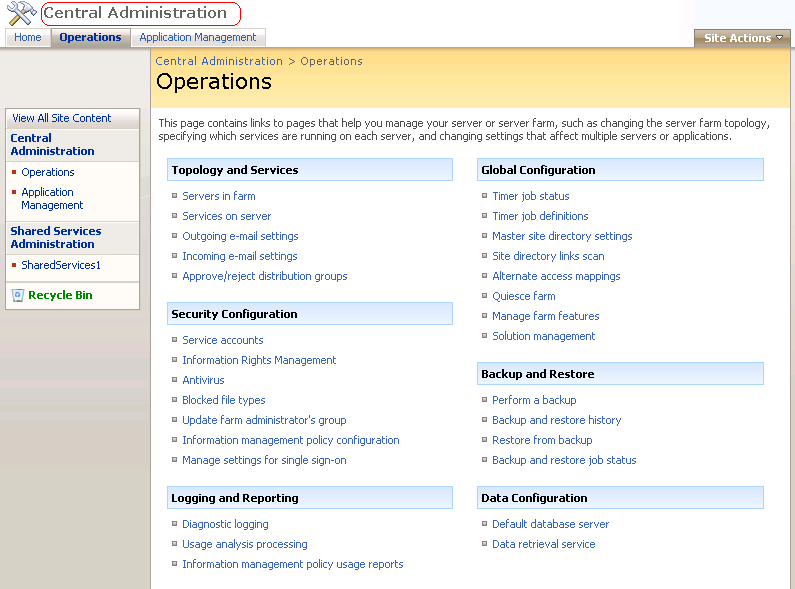 Central Administration
Home
Operations
Application Management
Site Actions
Central Administration > Operations
Operations
View All Site Content
Central
Administration
Operations
Application
Management
Shared Services
Administration
SharedServices1
Recycle Bin
This page contains links to pages that help you manage your server or server farm, such as changing the server farm topology,
specifying which services are running on each server, and changing settings that affect multiple servers or applications.
Topology and Services
Servers in farm
Services on server
Outgoing e-mail settings
Incoming e-mail settings
Approve/reject distribution groups
Security Configuration
Service accounts
Information Rights Management
Antivirus
Blocked file types
Update farm administrator's group
Information management policy configuration
Manage settings for single sign-on
Logging and Reporting
Diagnostic logging
Usage analysis processing
Information management policy usage reports
Global Configuration
Timer job status
Timer job definitions
Master site directory settings
Site directory links scan
Alternate access mappings
Quiesce farm
Manage farm features
Solution management
Backup and Restore
Perform a backup
Backup and restore history
Restore from backup
Backup and restore job status
Data Configuration
Default database server
Data retrieval service